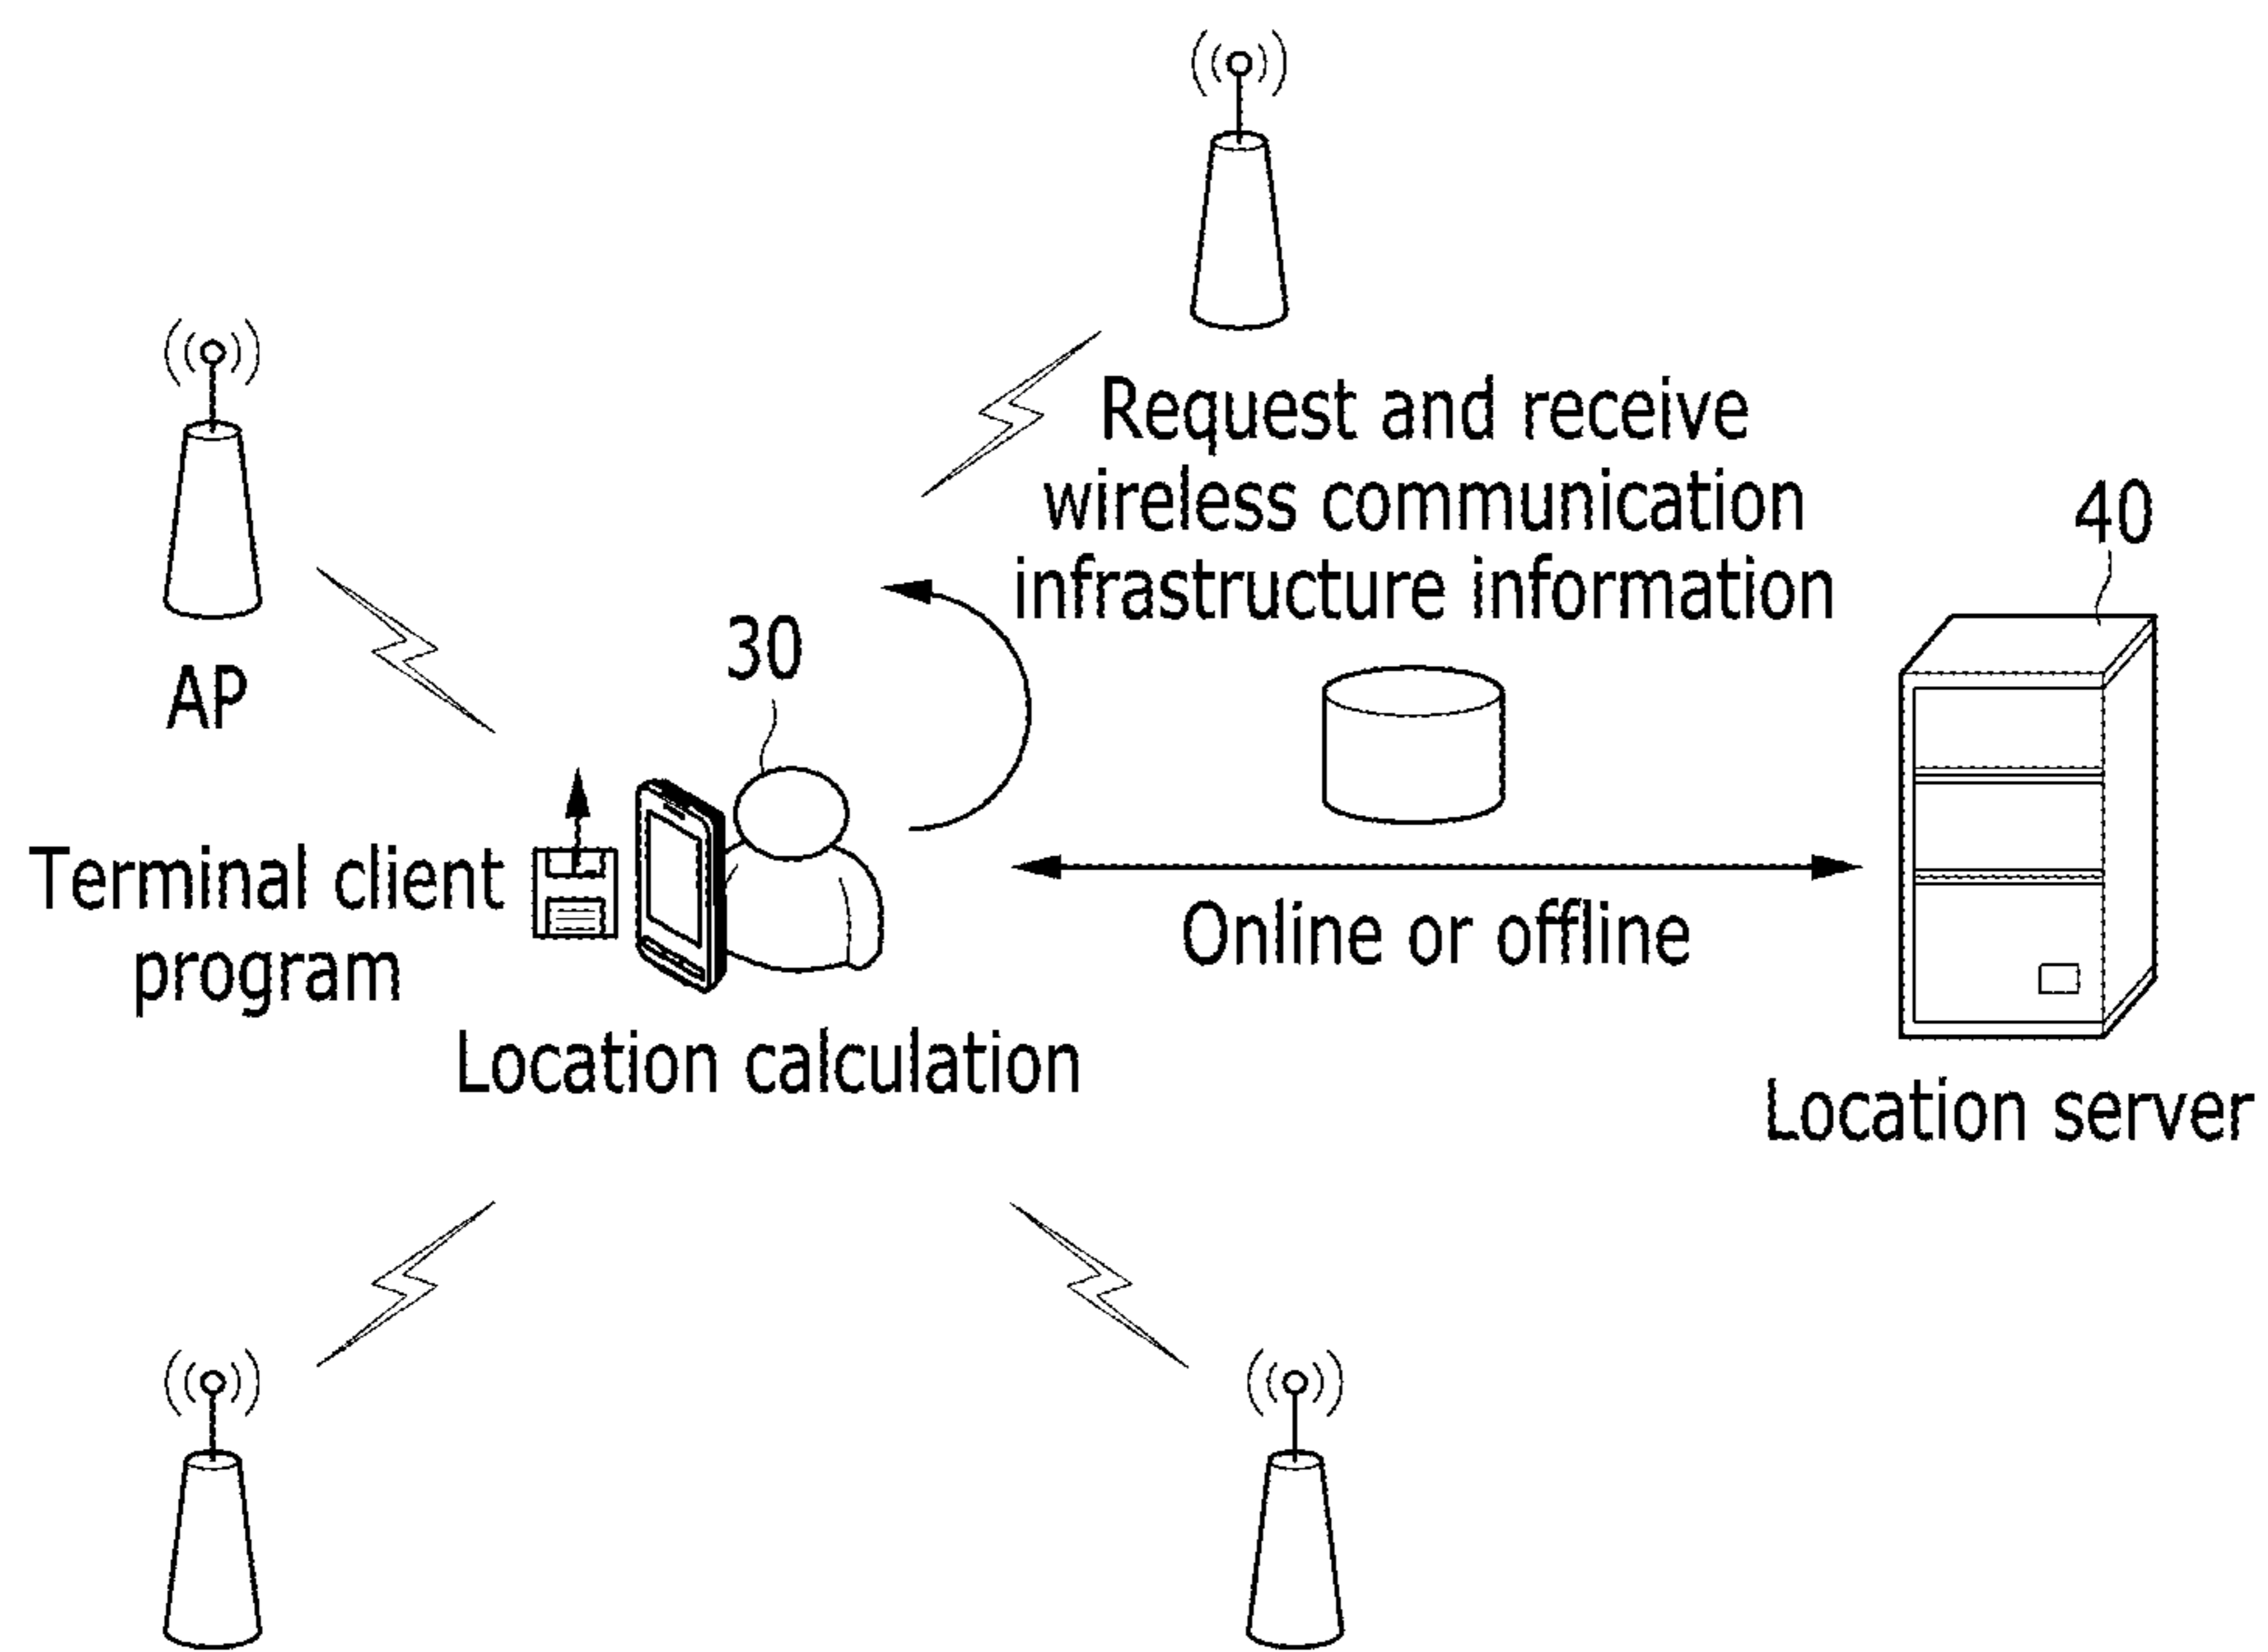 Request and receive
wireless communication
infrastructure information
40
30
AP
Terminal client
program
Online or offline
Location calculation
Location server